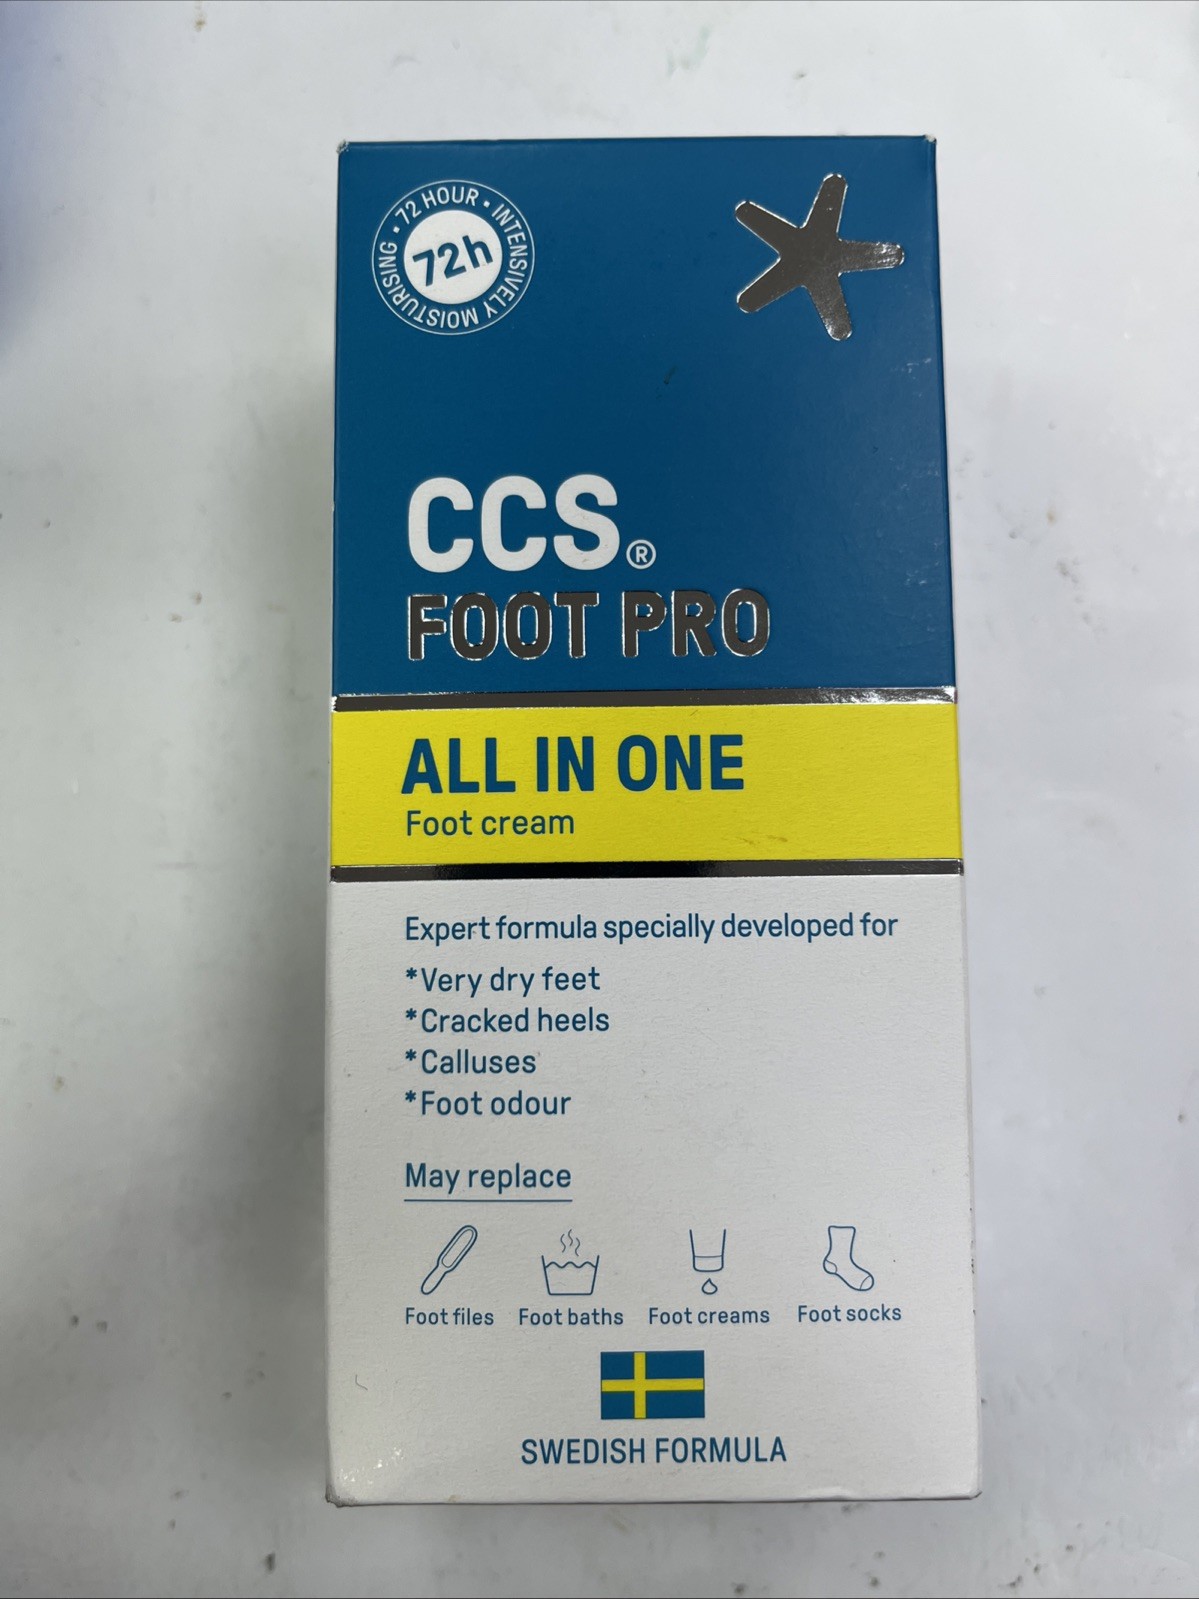 72 HOUR • INTENSIVELY MOISTURISING •
72h
CCS®
FOOT PRO
ALL IN ONE
Foot cream
Expert formula specially developed for
*Very dry feet
*Cracked heels
*Calluses
*Foot odour
May replace
Foot files Foot baths Foot creams Foot socks
SWEDISH FORMULA